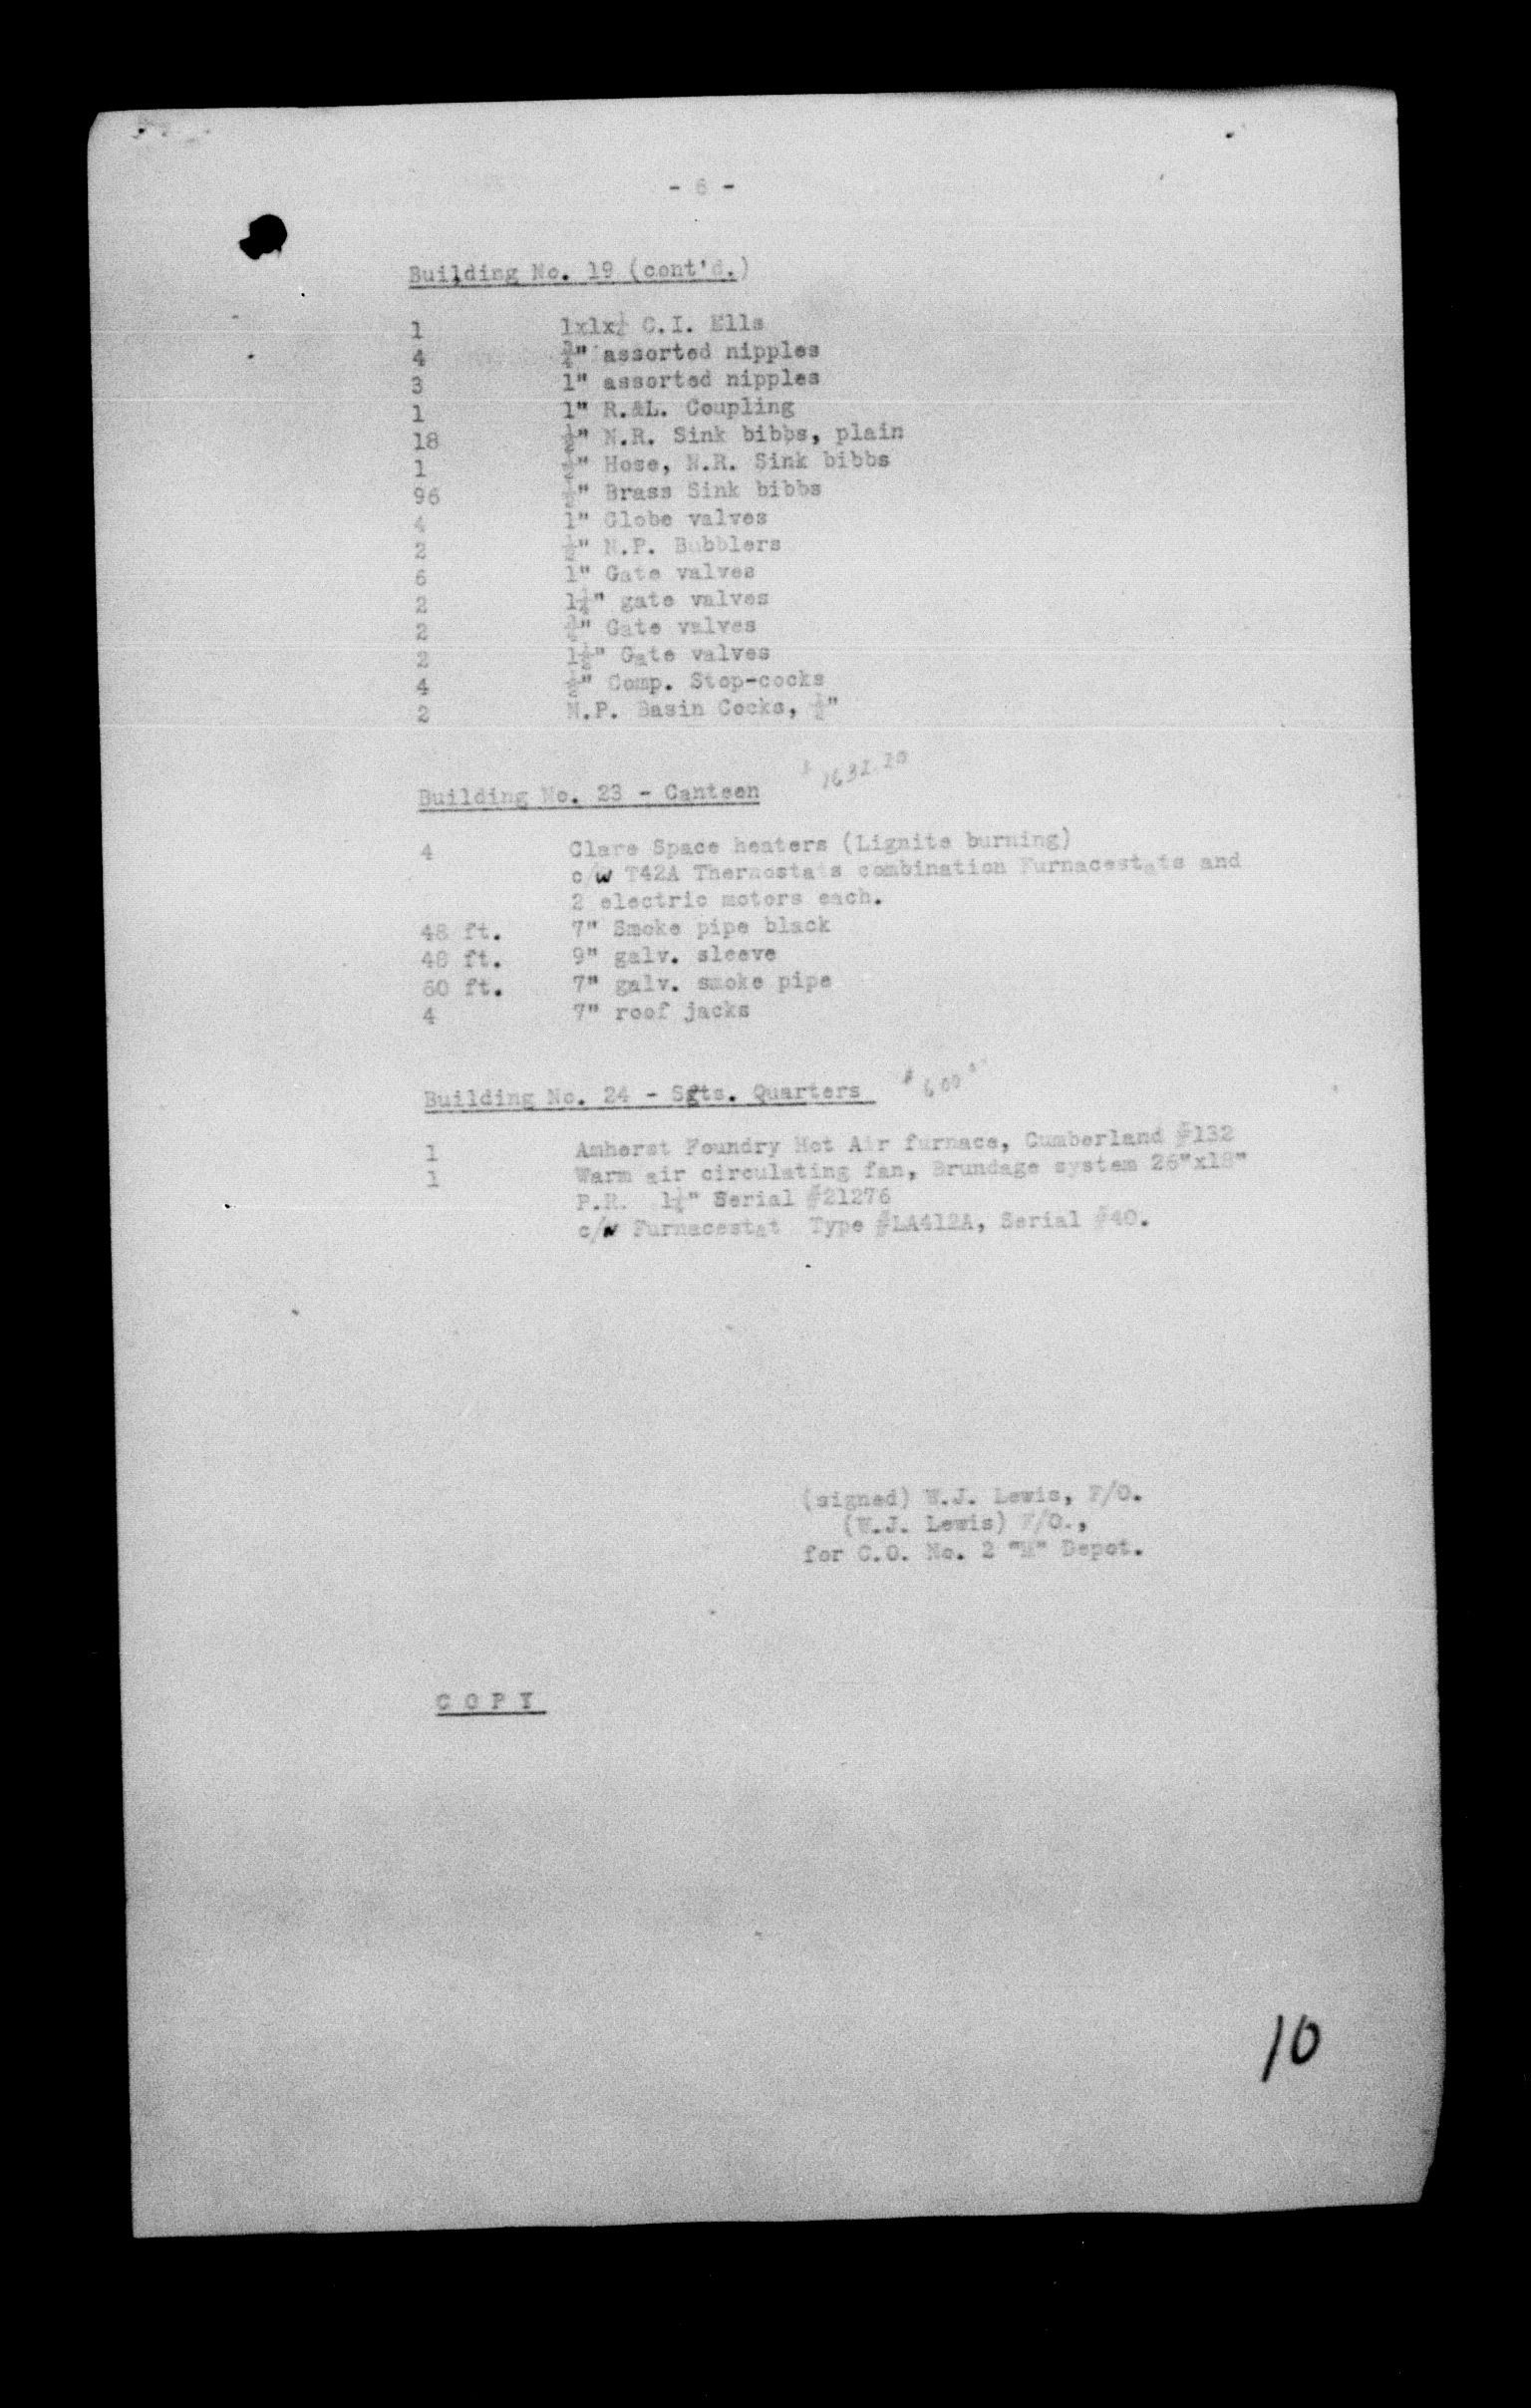 - 6 -
Building No. 19 (cont'd.)
1 1x1x½ C.I. Ells
4 ¾" assorted nipples
3 1" assorted nipples
1 1" R.&L. Coupling
18 ½" N.R. Sink bibbs, plain
1 ½" Hose, N.R. Sink bibbs
96 ½" Brass Sink bibbs
4 1" Globe valves
2 ½" N.P. Bubblers
6 1" Gate valves
2 1¼" gate valves
2 Gate valves
2 1½" Gate valves
4 ½" Comp. Stop-cocks
2 N.P. Basin Cocks, ½"
Building No. 23 - Canteen $
4 Clare Space heaters (Lignite burning)
c/w T42A Thermostats combination Furnacestats and
2 electric motors each.
48 ft. 7" Smoke pipe black
48 ft. 9" galv. sleeve
60 ft. 7" galv. smoke pipe
4 7" roof jacks
Building No. 24 - Sgts. Quarters $ 600
1 Amherst Foundry Hot Air furnace, Cumberland #132
1 Warm air circulating fan, Brundage system 26"x18"
P.R. 1¼" Serial #21276
c/w Furnacestat Type #LA412A, Serial #40.
(signed) W.J. Lewis, F/O.
(W.J. Lewis) F/O.,
for C.O. No. 2 "M" Depot.
C O P Y
10